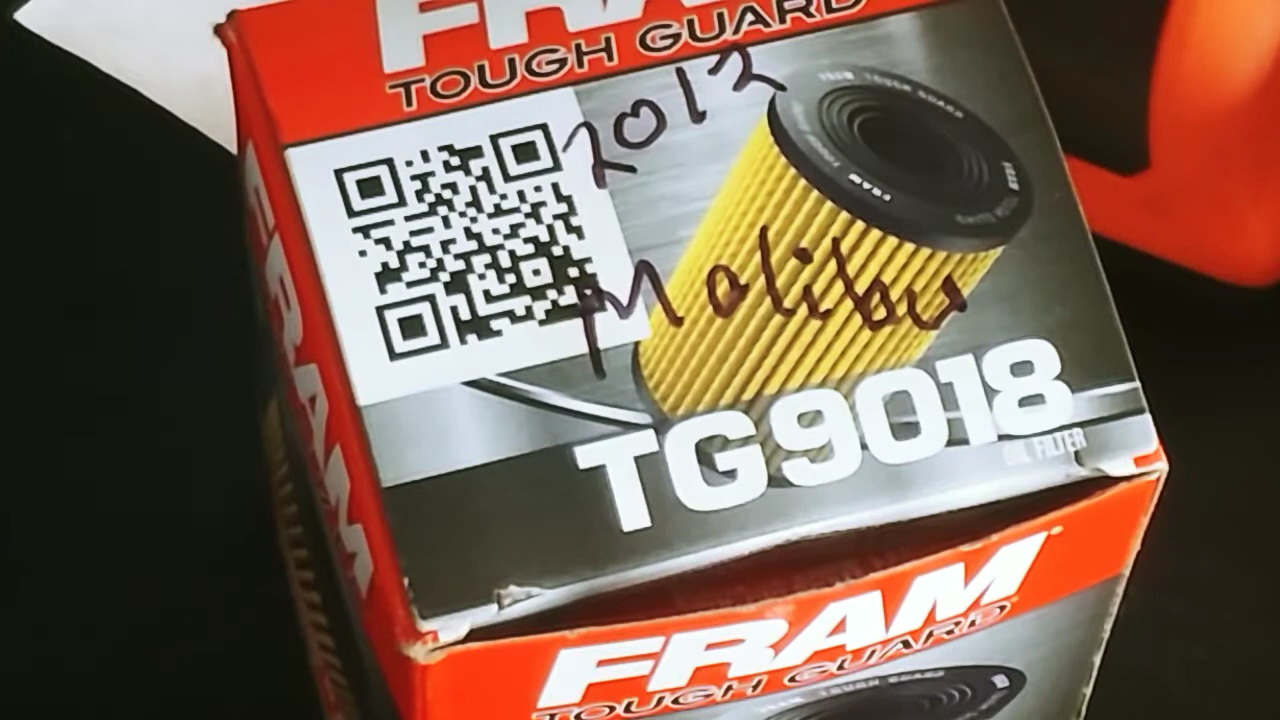 FRAM
TOUGH GUARD
2012
Malibu
TG9018
OIL FILTER
FRAM
FRAM
TOUGH GUARD